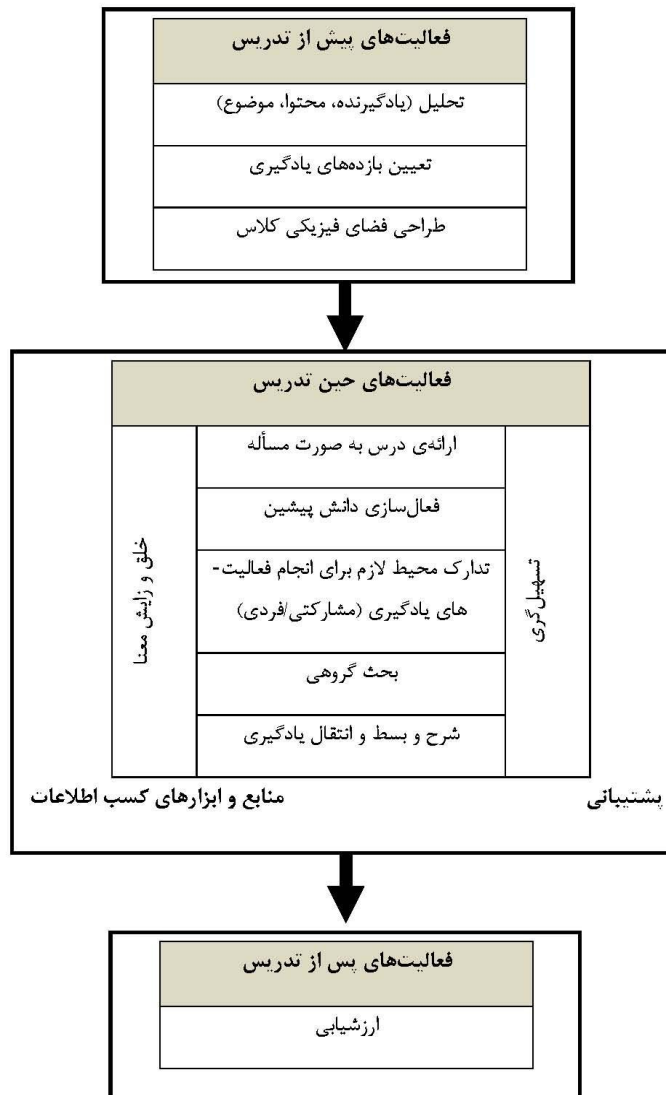 فعالیت‌های پیش از تدریس
تحلیل (یادگیرنده، محتوا، موضوع)
تعیین بازده‌های یادگیری
طراحی فضای فیزیکی کلاس
فعالیت‌های حین تدریس
تسهیل‌گری
ارائه‌ی درس به صورت مسأله
فعال‌سازی دانش پیشین
تدارک محیط لازم برای انجام فعالیت-
های یادگیری (مشارکتی/فردی)
بحث گروهی
شرح و بسط و انتقال یادگیری
خلق و زایش معنا
پشتیبانی
منابع و ابزارهای کسب اطلاعات
فعالیت‌های پس از تدریس
ارزشیابی